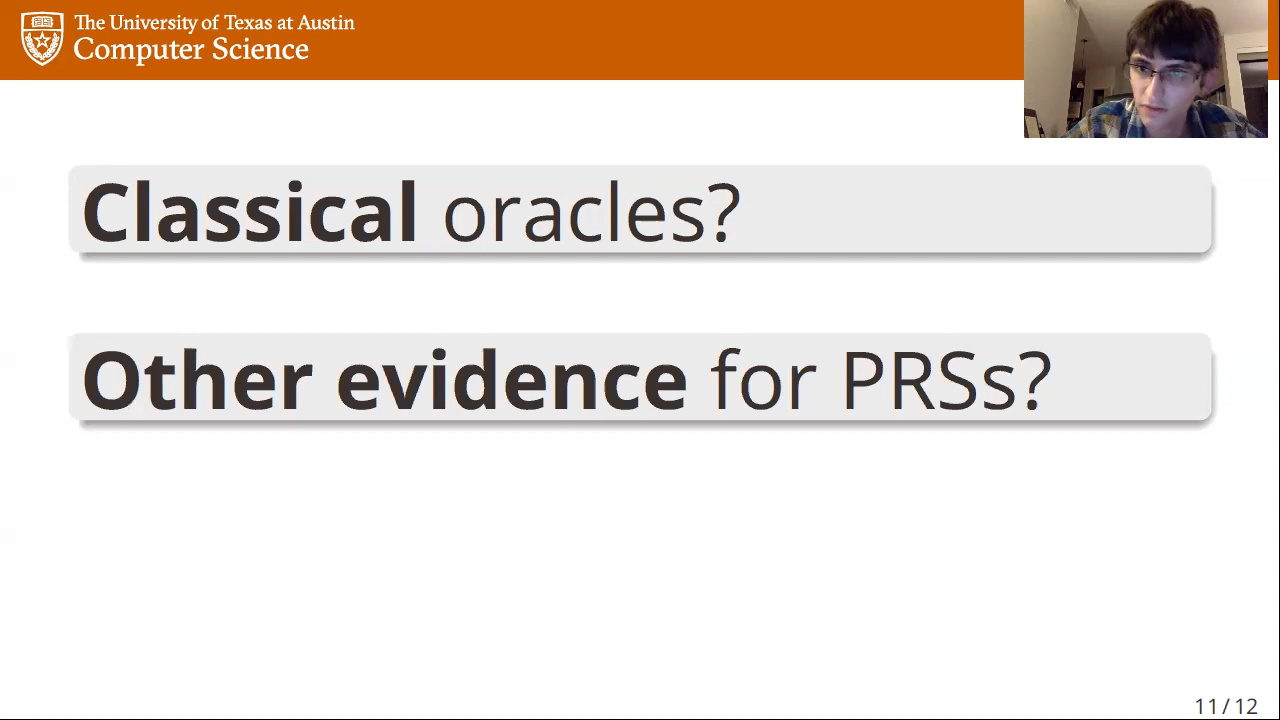 The University of Texas at Austin
Computer Science
Classical oracles?
Other evidence for PRSs?
11 / 12